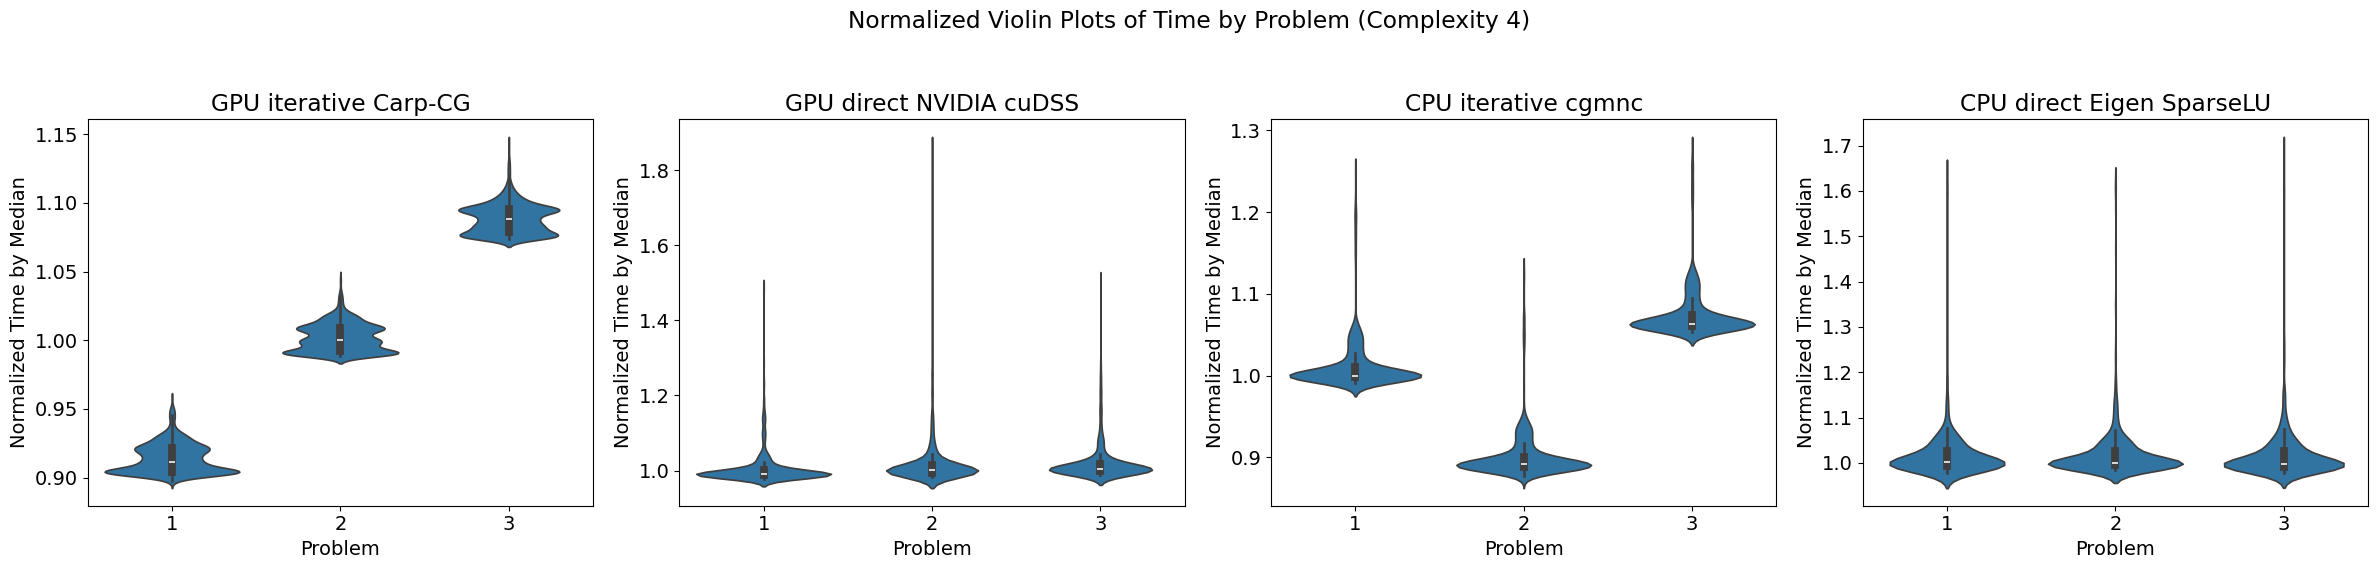 Normalized Violin Plots of Time by Problem (Complexity 4)
GPU iterative Carp-CG
Normalized Time by Median
1.15
1.10
1.05
1.00
0.95
0.90
1 2 3
Problem
GPU direct NVIDIA cuDSS
Normalized Time by Median
1.8
1.6
1.4
1.2
1.0
1 2 3
Problem
CPU iterative cgmnc
Normalized Time by Median
1.3
1.2
1.1
1.0
0.9
1 2 3
Problem
CPU direct Eigen SparseLU
Normalized Time by Median
1.7
1.6
1.5
1.4
1.3
1.2
1.1
1.0
1 2 3
Problem